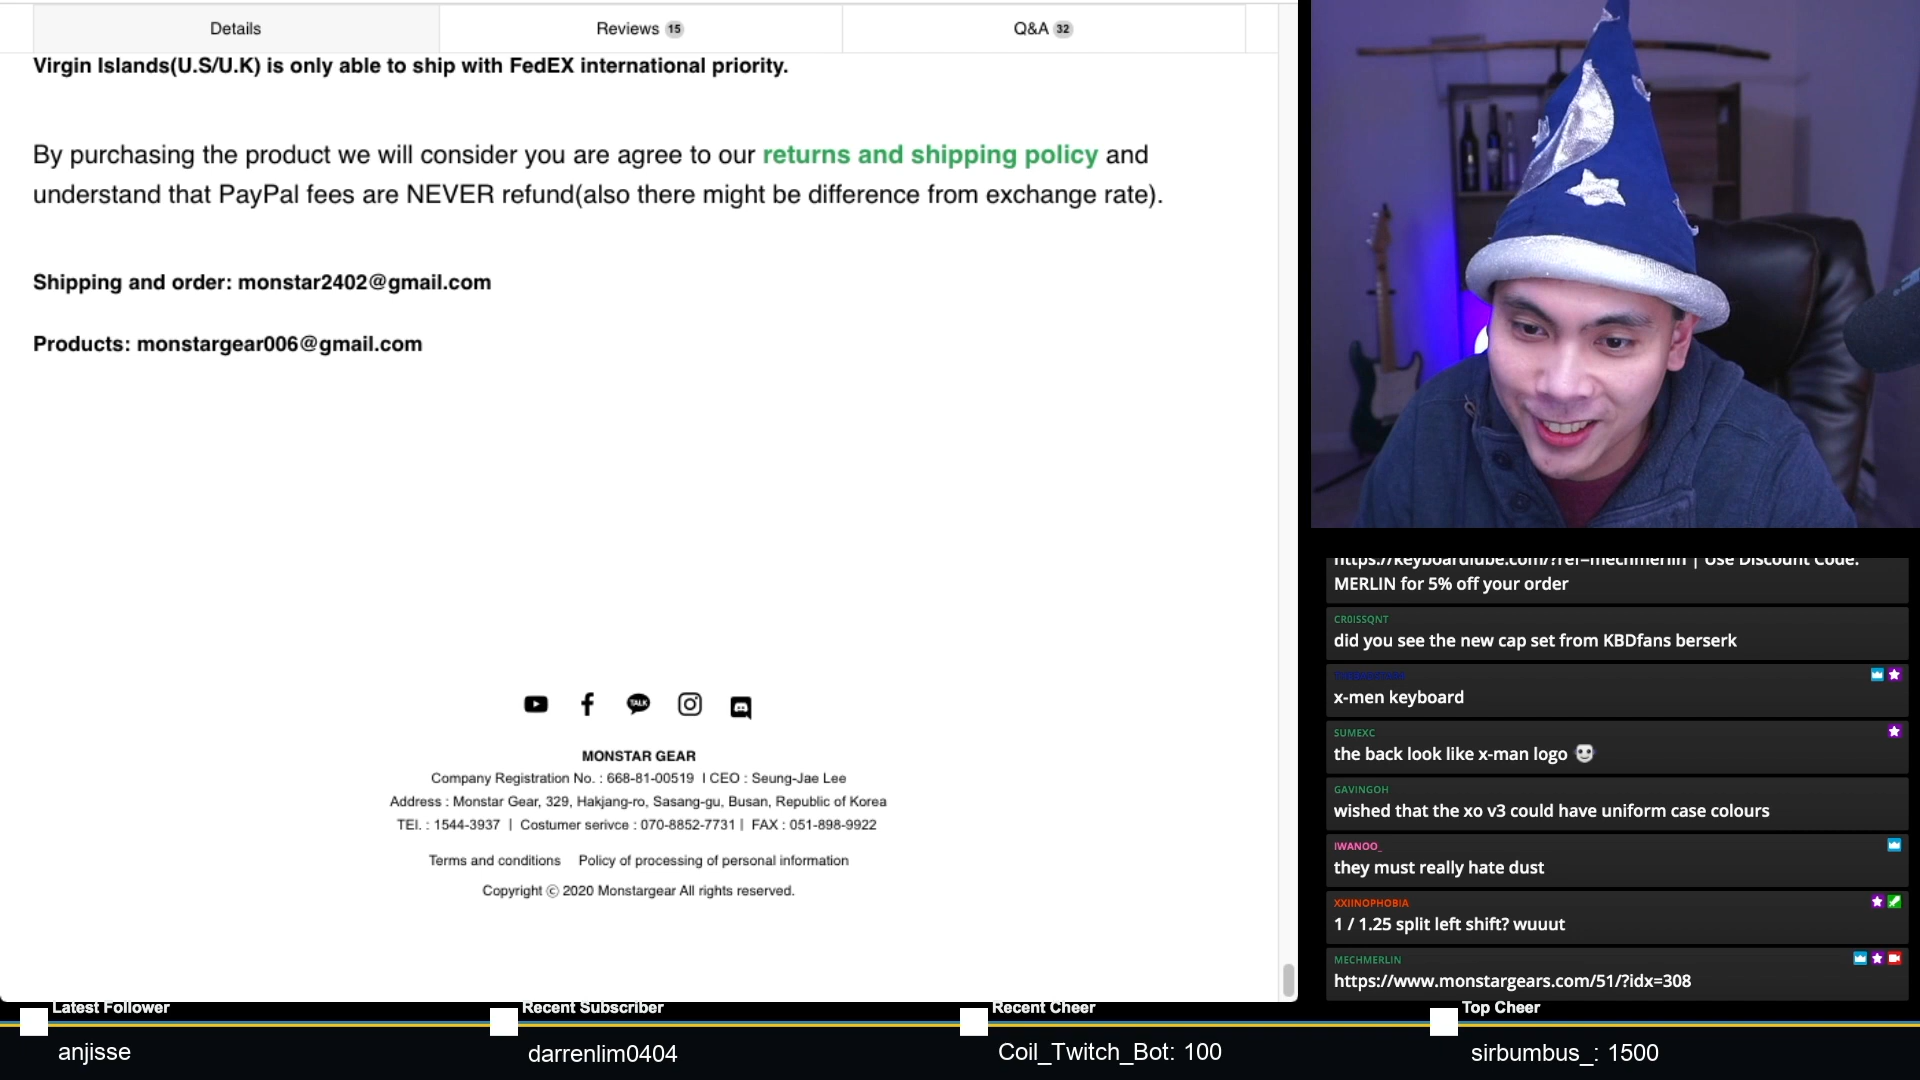 Details
Reviews 15
Q&A 32
Virgin Islands(U.S/U.K) is only able to ship with FedEX international priority.
By purchasing the product we will consider you are agree to our returns and shipping policy and
understand that PayPal fees are NEVER refund(also there might be difference from exchange rate).
Shipping and order: monstar2402@gmail.com
Products: monstargear006@gmail.com
TALK
MONSTAR GEAR
Company Registration No. : 668-81-00519 I CEO : Seung-Jae Lee
Address : Monstar Gear, 329, Hakjang-ro, Sasang-gu, Busan, Republic of Korea
TEl. : 1544-3937 | Costumer serivce : 070-8852-7731 | FAX : 051-898-9922
Terms and conditions Policy of processing of personal information
Copyright ⓒ 2020 Monstargear All rights reserved.
https://keyboardlube.com/?ref=mechmerlin | Use Discount Code:
MERLIN for 5% off your order
CR0ISSQNT
did you see the new cap set from KBDfans berserk
x-men keyboard
SUMEXC
the back look like x-man logo
GAVINGOH
wished that the xo v3 could have uniform case colours
IWANOO_
they must really hate dust
XXIINOPHOBIA
1 / 1.25 split left shift? wuuut
MECHMERLIN
https://www.monstargears.com/51/?idx=308
Latest Follower
anjisse
Recent Subscriber
darrenlim0404
Recent Cheer
Coil_Twitch_Bot: 100
Top Cheer
sirbumbus_: 1500